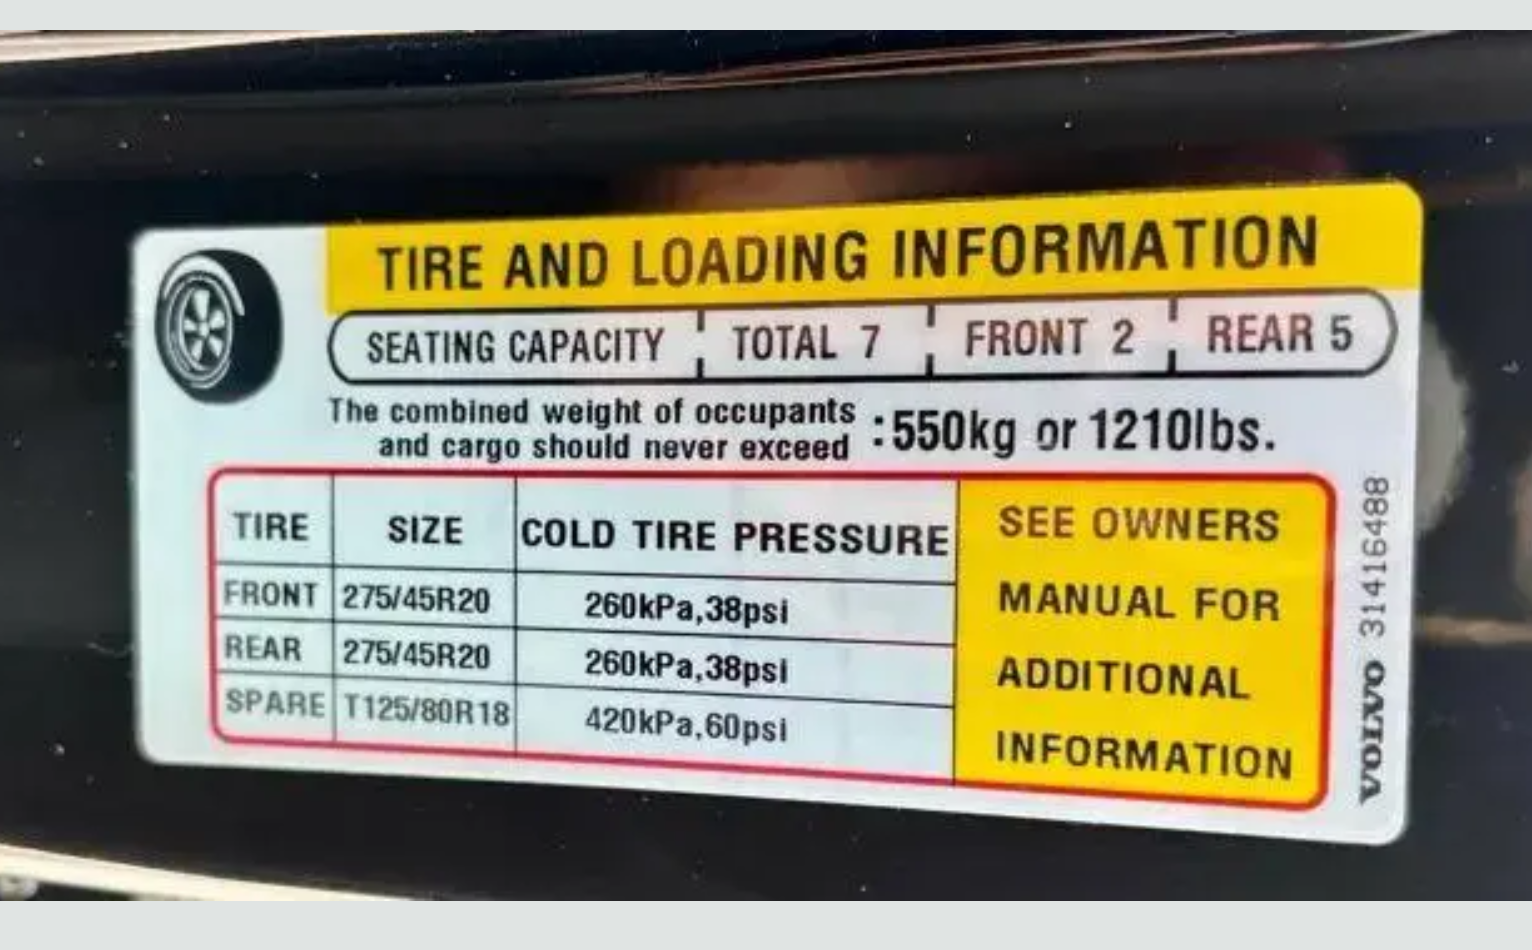 TIRE AND LOADING INFORMATION
SEATING CAPACITY TOTAL 7 FRONT 2 REAR 5
The combined weight of occupants
and cargo should never exceed :550kg or 1210lbs.
TIRE SIZE COLD TIRE PRESSURE
FRONT 275/45R20 260kPa,38psi
REAR 275/45R20 260kPa,38psi
SPARE T125/80R18 420kPa,60psi
SEE OWNERS
MANUAL FOR
ADDITIONAL
INFORMATION
VOLVO 31416488